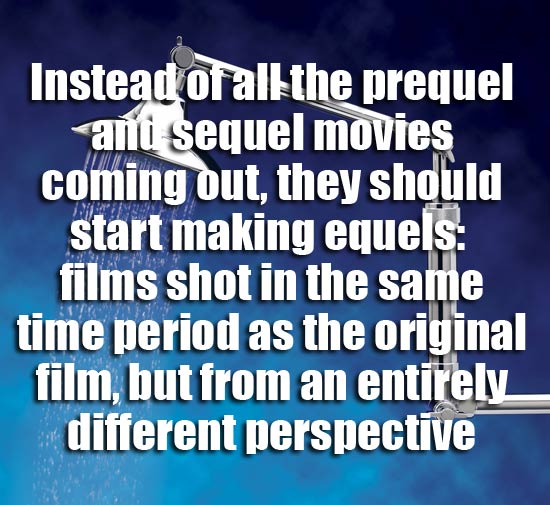 Instead of all the prequel
and sequel movies
coming out, they should
start making equels:
films shot in the same
time period as the original
film, but from an entirely
different perspective